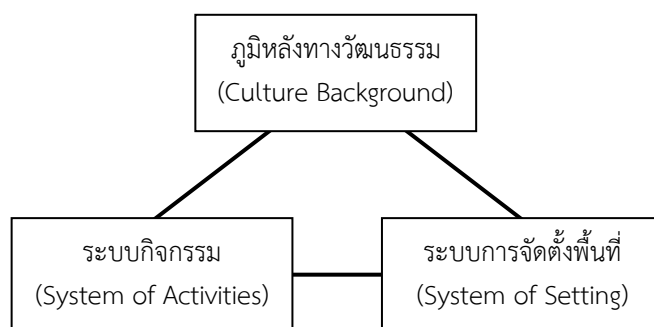 ภูมิหลังทางวัฒนธรรม
(Culture Background)
ระบบกิจกรรม
(System of Activities)
ระบบการจัดตั้งพื้นที่
(System of Setting)